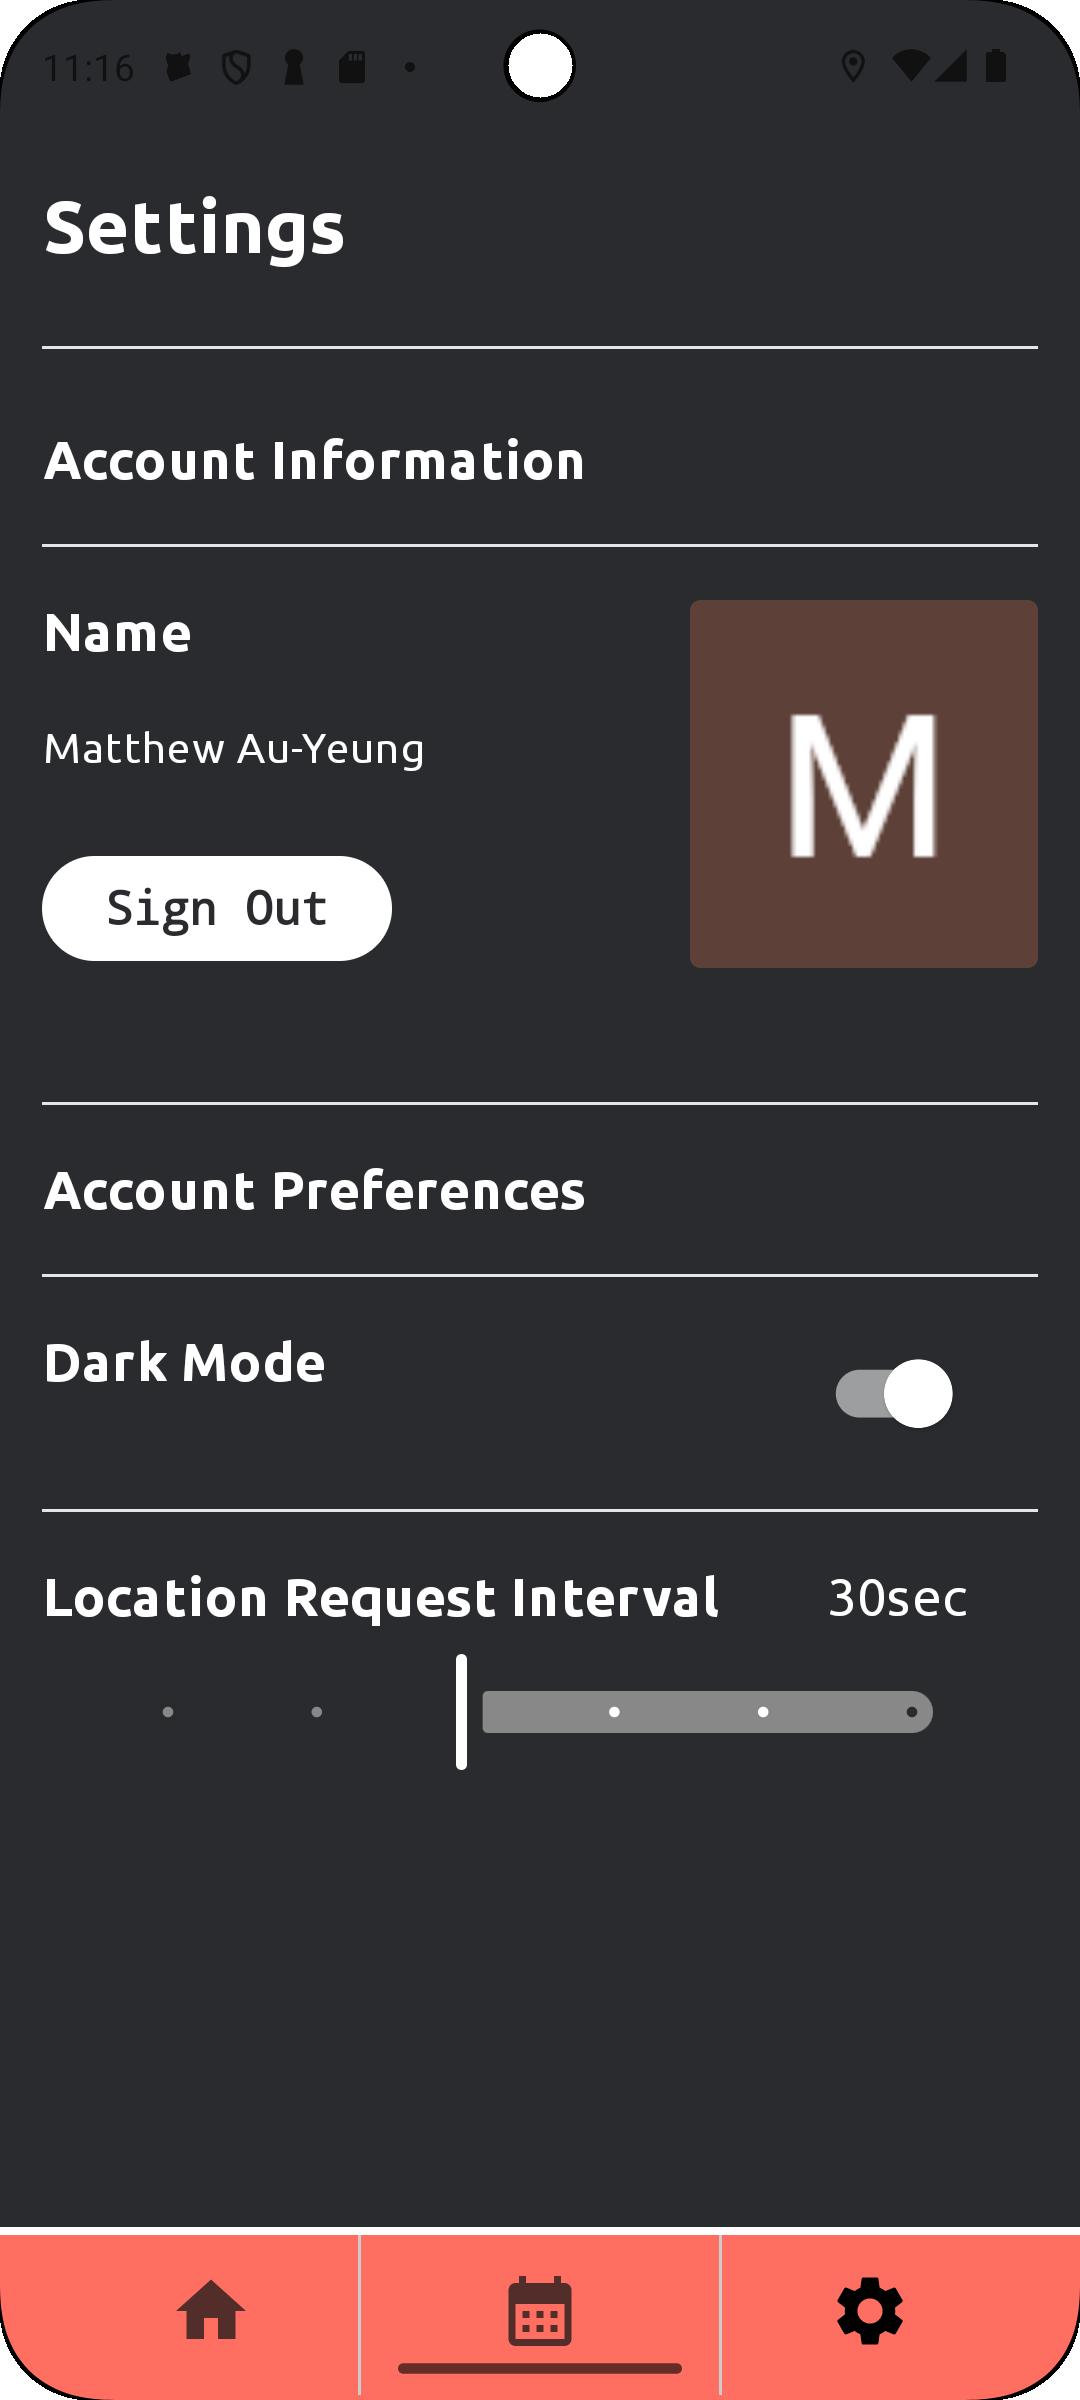 11:16
Settings
Account Information
Name
Matthew Au-Yeung
M
Sign Out
Account Preferences
Dark Mode
Location Request Interval 30sec